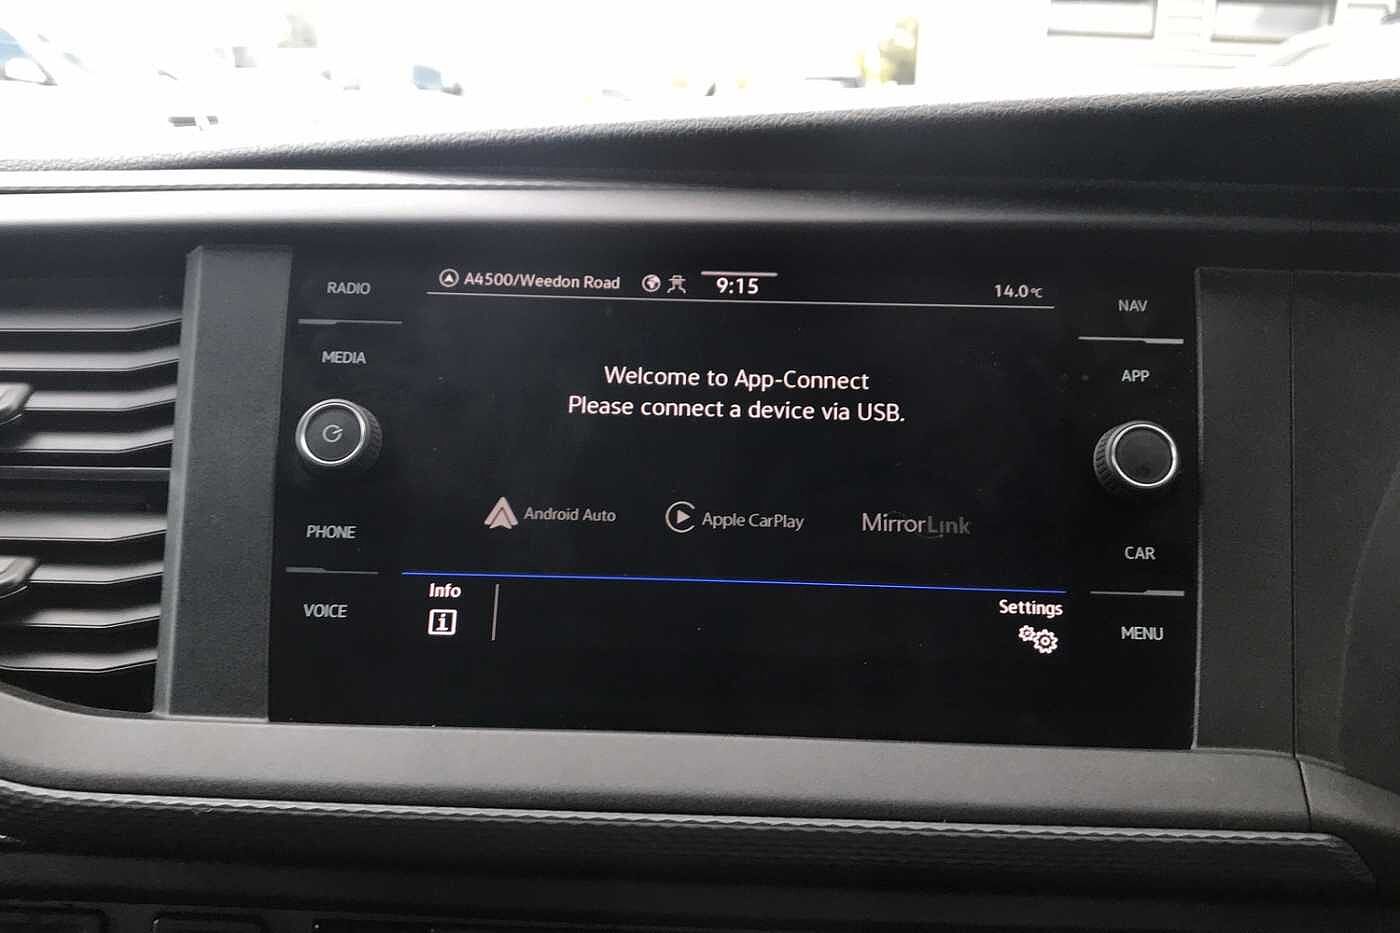 RADIO
MEDIA
PHONE
VOICE
A4500/Weedon Road
9:15
14.0°C
Welcome to App-Connect
Please connect a device via USB.
Android Auto
Apple CarPlay
MirrorLink
Info
i
Settings
NAV
APP
CAR
MENU